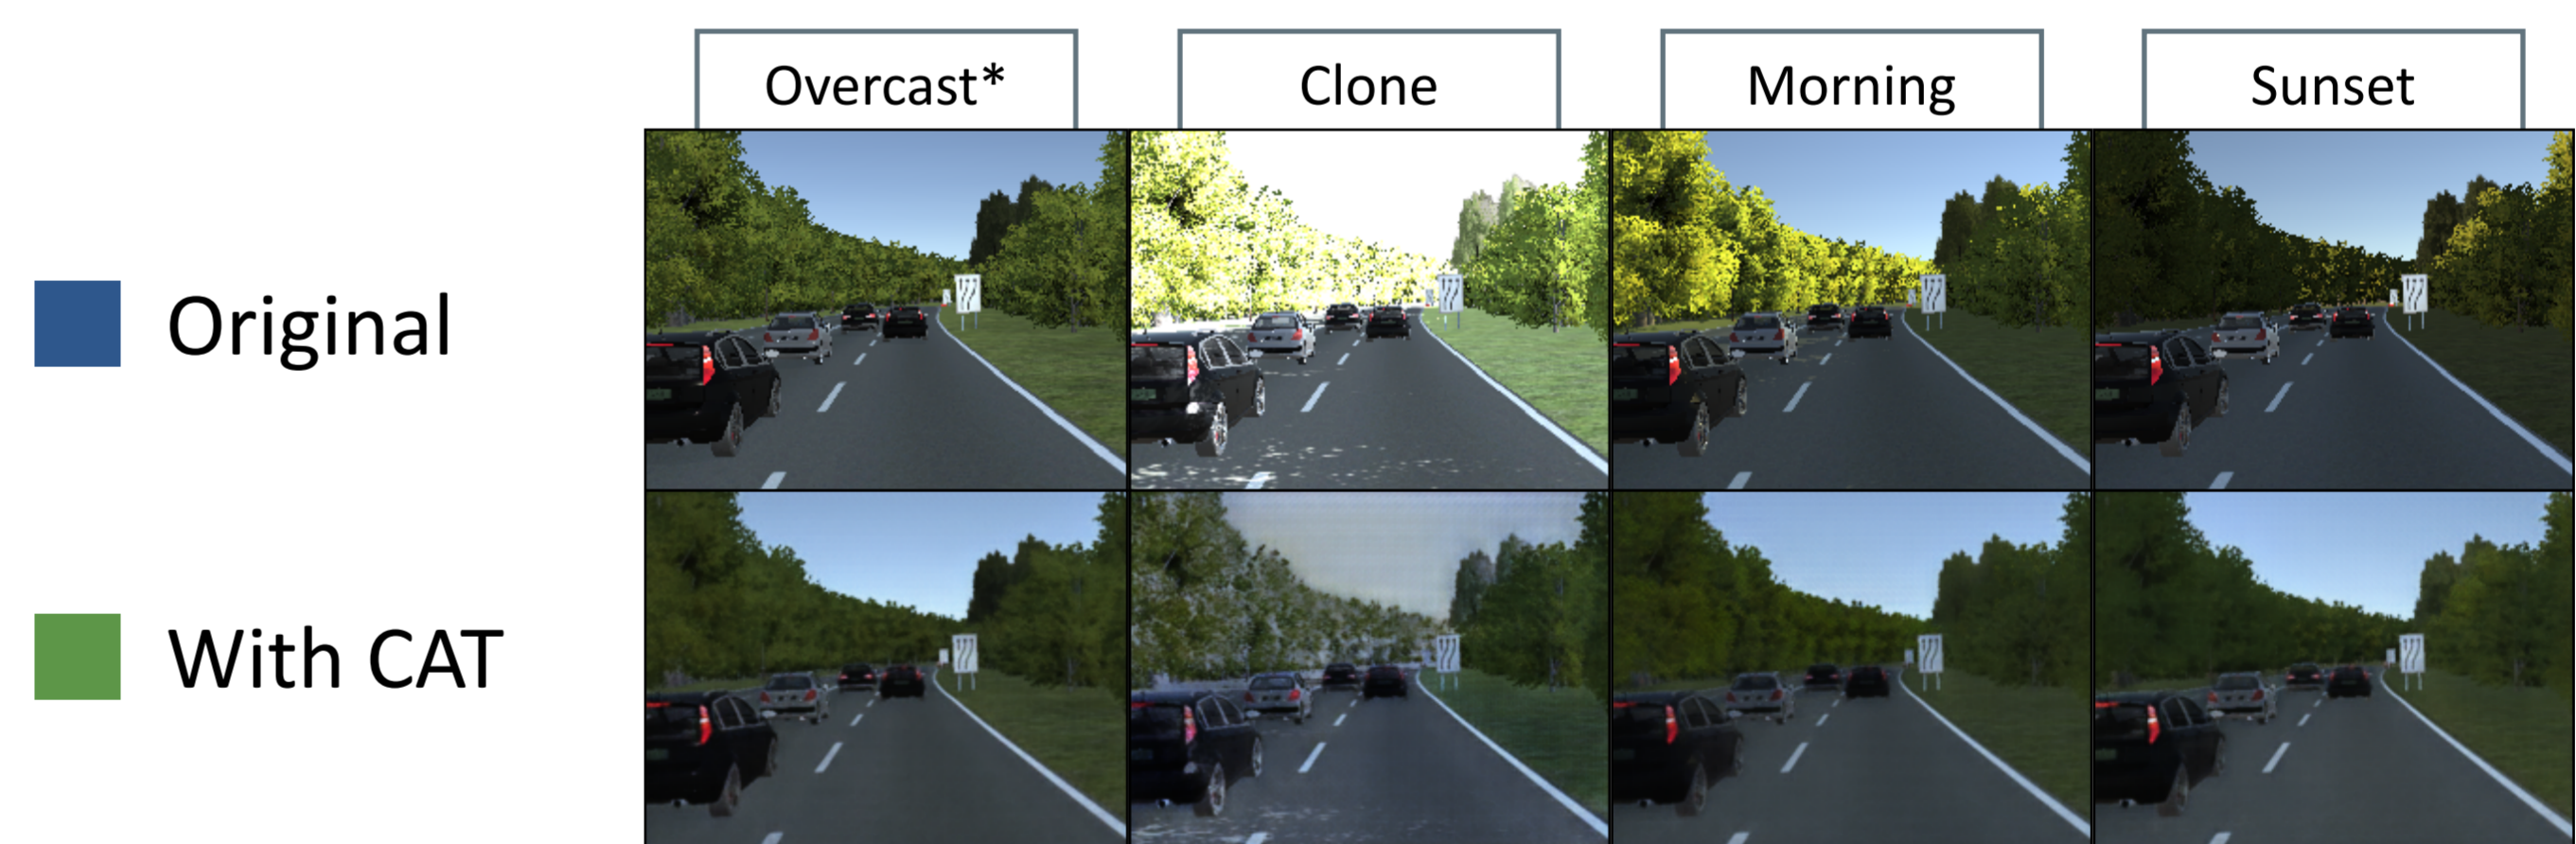 Overcast*
Clone
Morning
Sunset
Original
With CAT